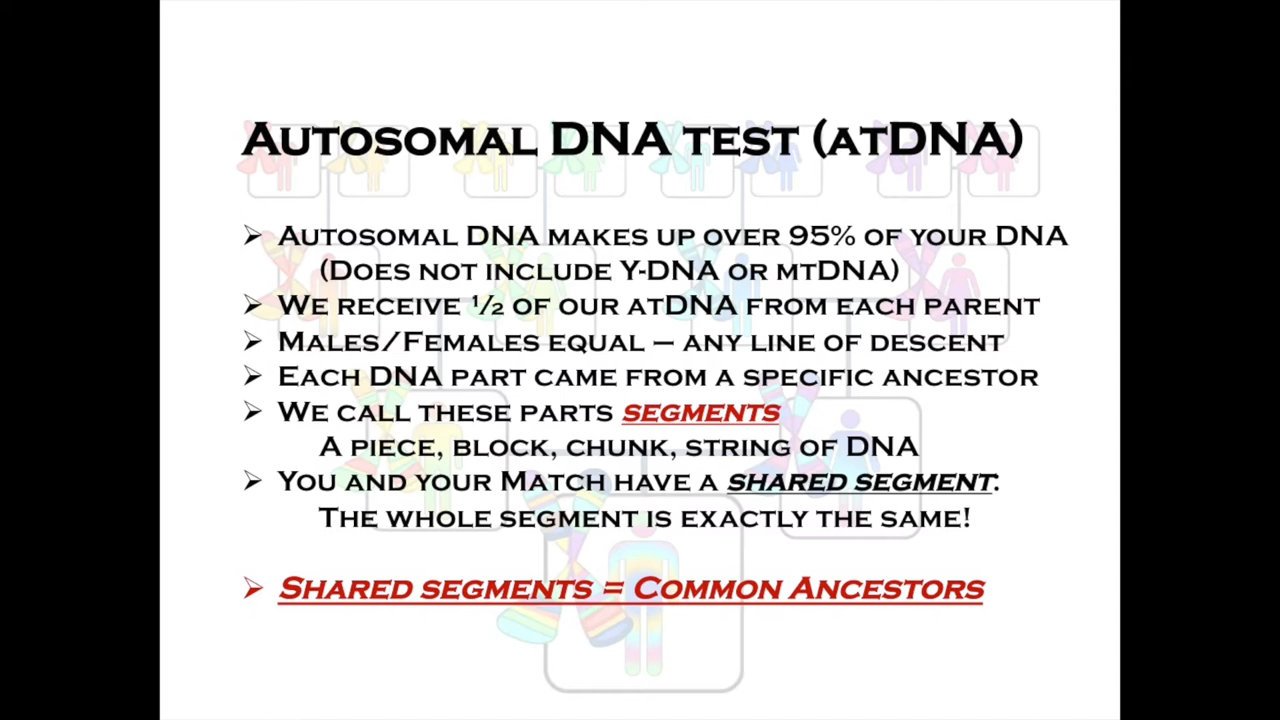 Autosomal DNA test (atDNA)
➢ Autosomal DNA makes up over 95% of your DNA
(Does not include Y-DNA or mtDNA)
➢ We receive ½ of our atDNA from each parent
➢ Males/Females equal – any line of descent
➢ Each DNA part came from a specific ancestor
➢ We call these parts segments
A piece, block, chunk, string of DNA
➢ You and your Match have a shared segment:
The whole segment is exactly the same!
➢ Shared segments = Common Ancestors